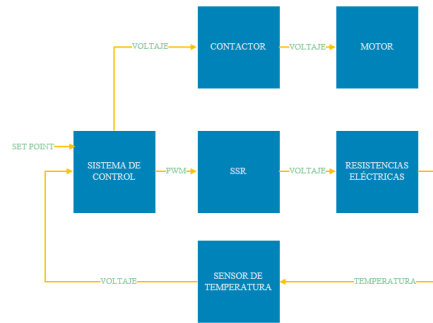 VOLTAJE
CONTACTOR
VOLTAJE
MOTOR
SET POINT
SISTEMA DE
CONTROL
PWM
SSR
VOLTAJE
RESISTENCIAS
ELÉCTRICAS
VOLTAJE
SENSOR DE
TEMPERATURA
TEMPERATURA